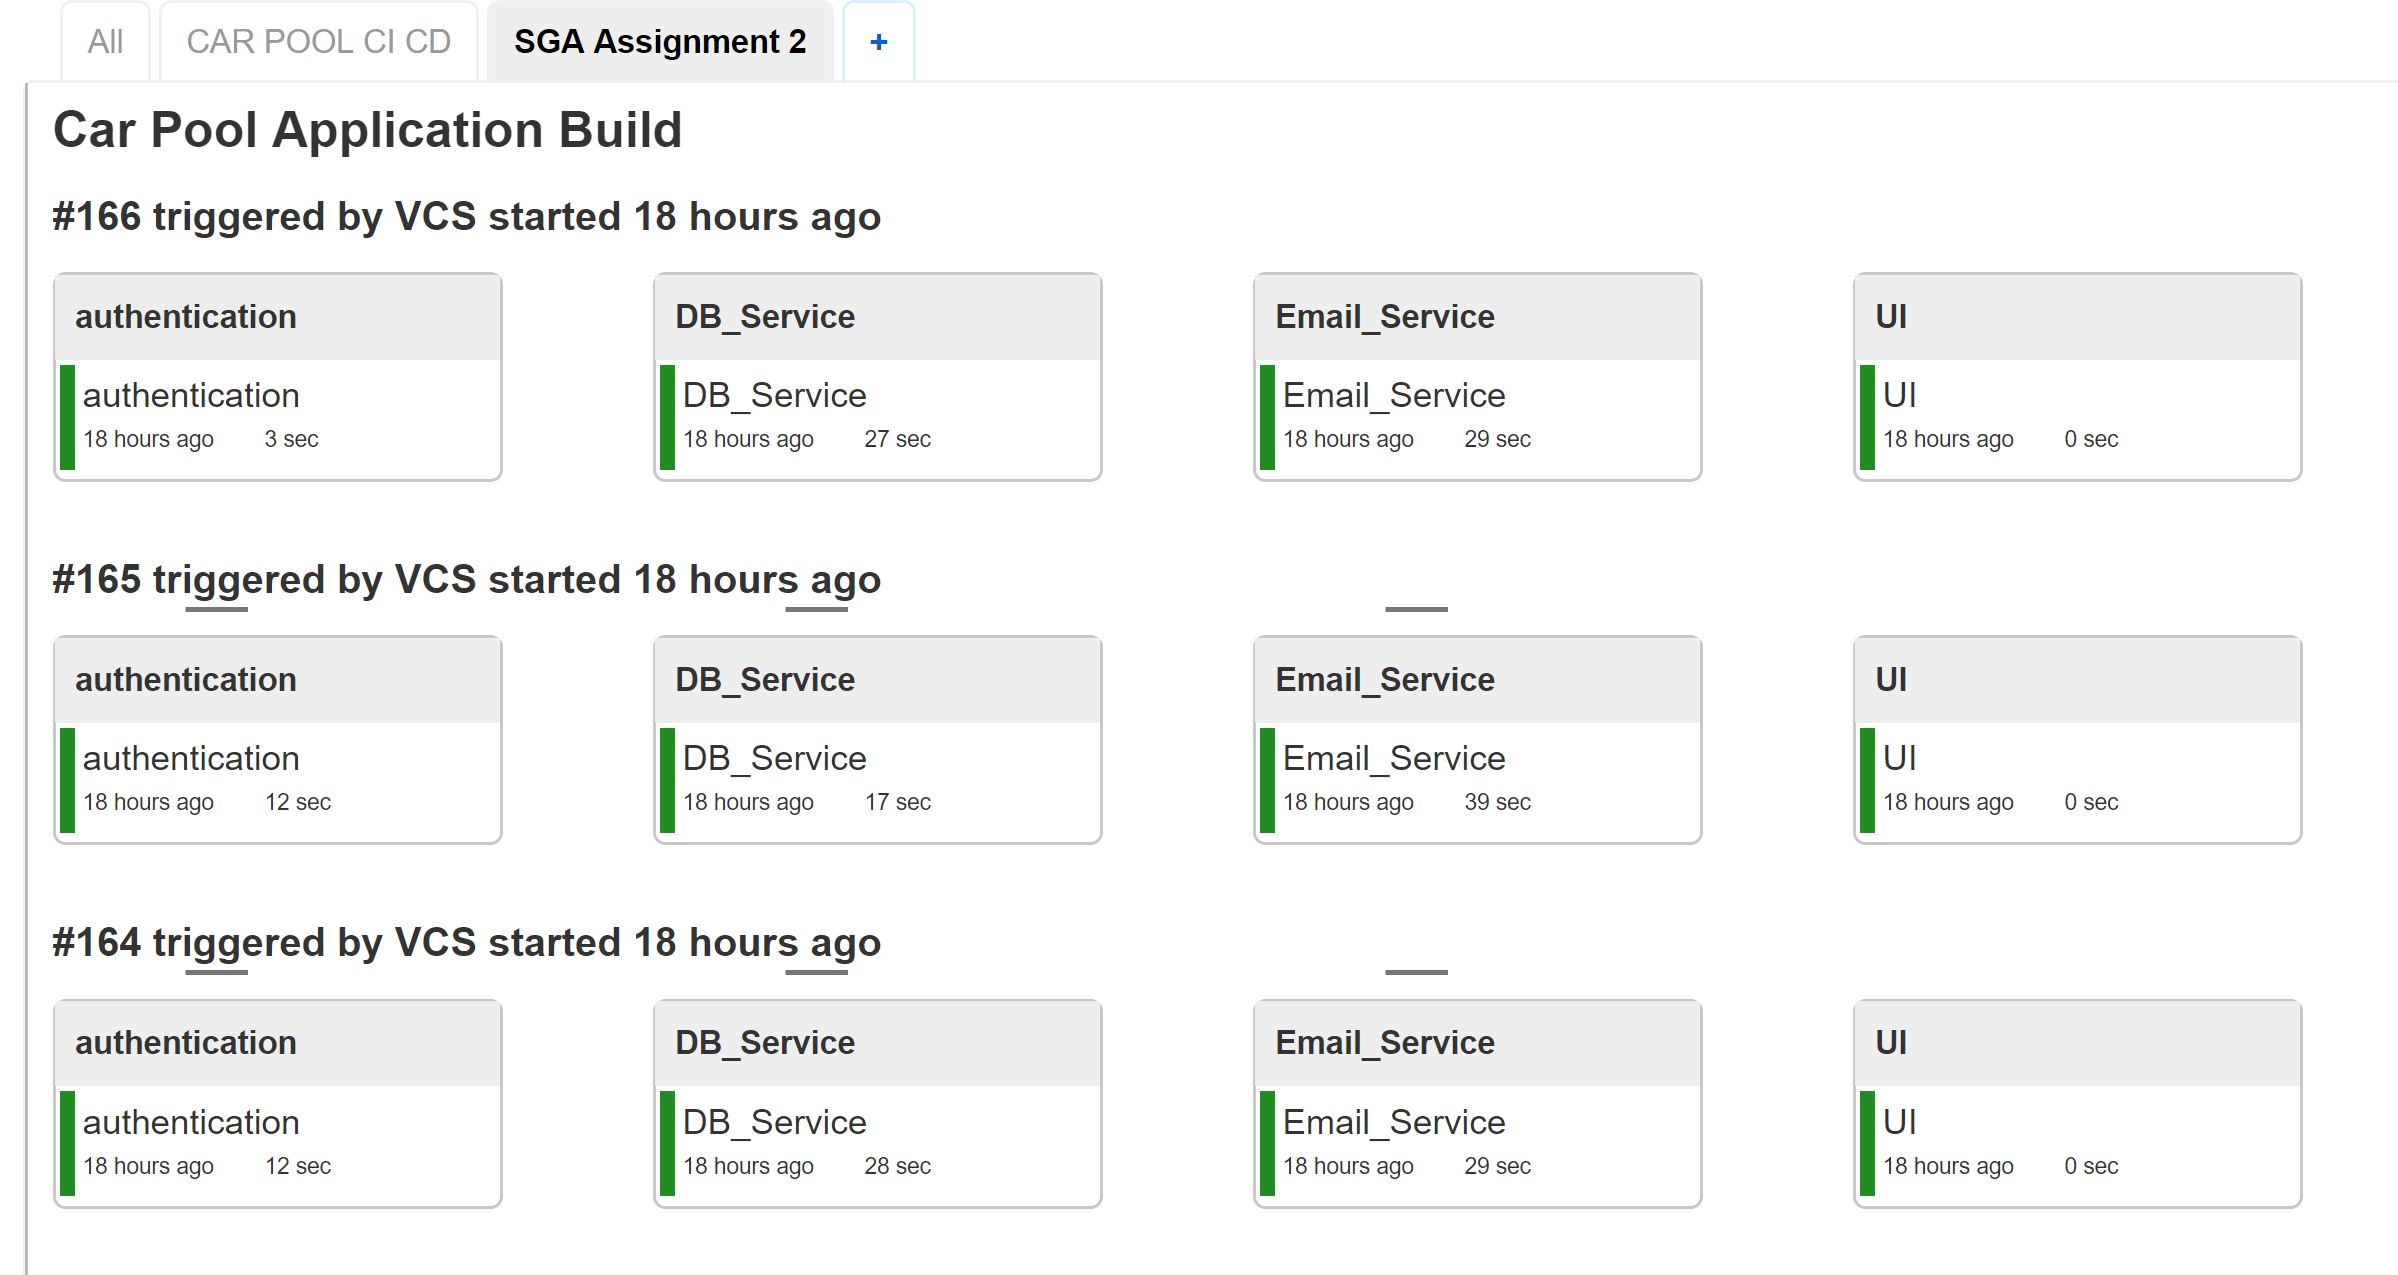 All CAR POOL CI CD SGA Assignment 2 +
Car Pool Application Build
#166 triggered by VCS started 18 hours ago
authentication DB_Service Email_Service UI
authentication DB_Service Email_Service UI
18 hours ago 3 sec 18 hours ago 27 sec 18 hours ago 29 sec 18 hours ago 0 sec
#165 triggered by VCS started 18 hours ago
authentication DB_Service Email_Service UI
authentication DB_Service Email_Service UI
18 hours ago 12 sec 18 hours ago 17 sec 18 hours ago 39 sec 18 hours ago 0 sec
#164 triggered by VCS started 18 hours ago
authentication DB_Service Email_Service UI
authentication DB_Service Email_Service UI
18 hours ago 12 sec 18 hours ago 28 sec 18 hours ago 29 sec 18 hours ago 0 sec